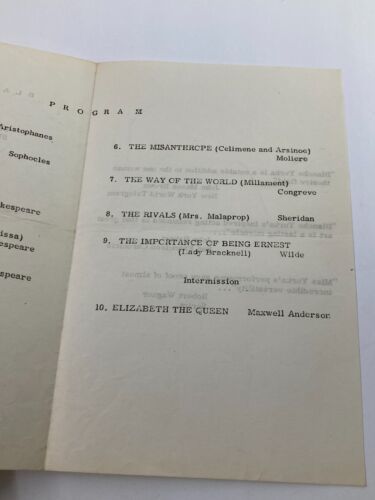 PROGRAM
Aristophanes
Sophocles
kespeare
issa)
espeare
espeare
6. THE MISANTHROPE (Celimene and Arsinoe)
Moliere
7. THE WAY OF THE WORLD (Millament)
Congreve
8. THE RIVALS (Mrs. Malaprop) Sheridan
9. THE IMPORTANCE OF BEING ERNEST
(Lady Bracknell) Wilde
Intermission
10. ELIZABETH THE QUEEN Maxwell Anderson